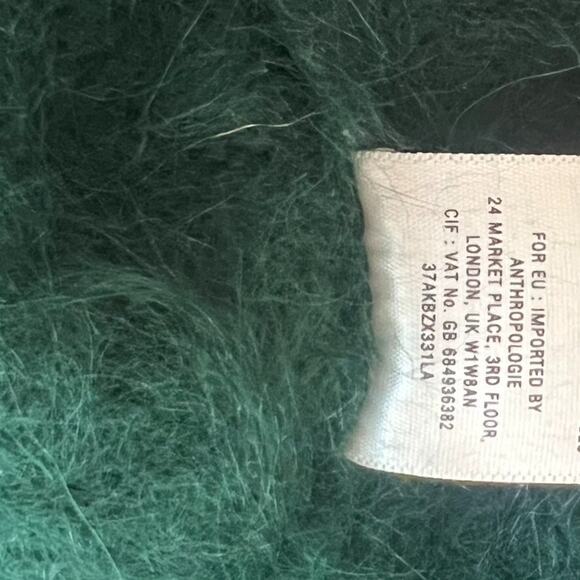 FOR EU : IMPORTED BY
ANTHROPOLOGIE
24 MARKET PLACE, 3RD FLOOR,
LONDON, UK W1W8AN
CIF : VAT No. GB 684936382
37AKBZX331LA